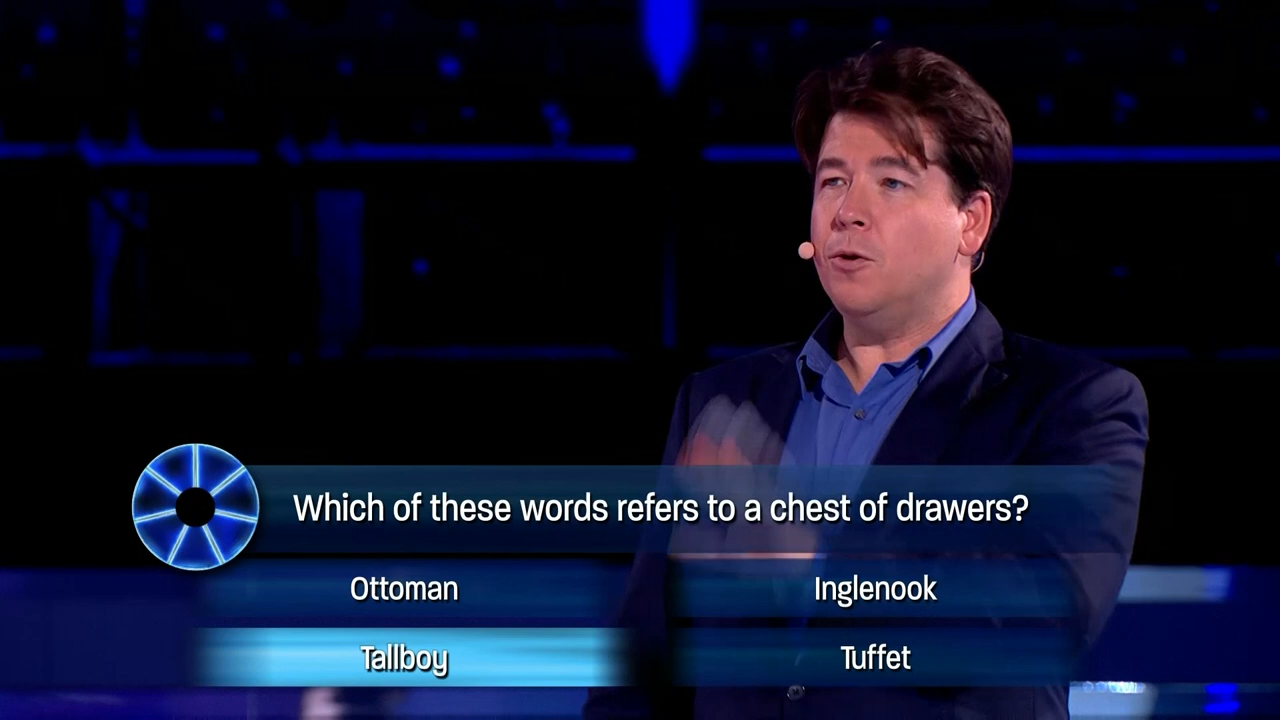 Which of these words refers to a chest of drawers?
Ottoman
Inglenook
Tallboy
Tuffet